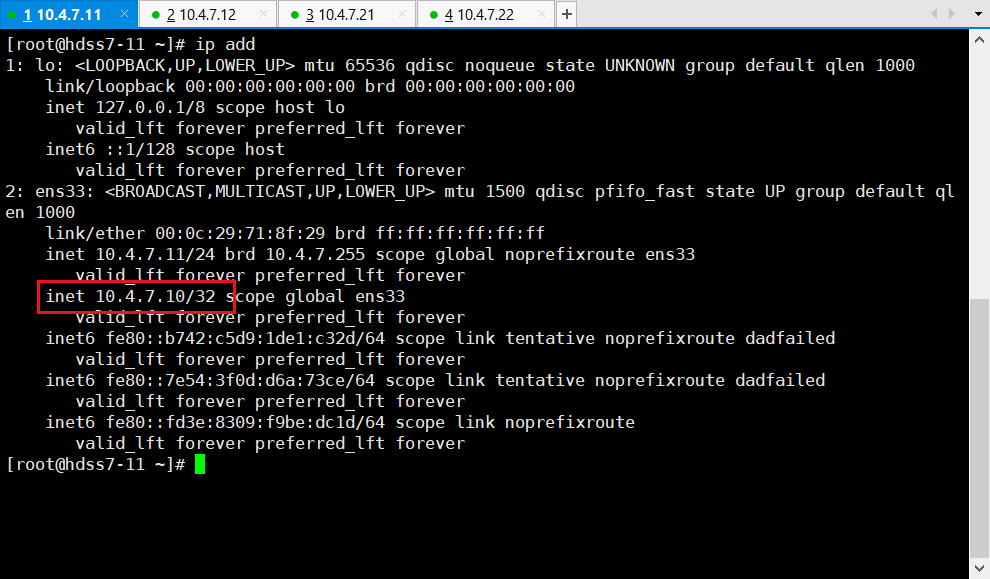 1 10.4.7.11 × 2 10.4.7.12 × 3 10.4.7.21 × 4 10.4.7.22 × +
[root@hdss7-11 ~]# ip add
1: lo: <LOOPBACK,UP,LOWER_UP> mtu 65536 qdisc noqueue state UNKNOWN group default qlen 1000
    link/loopback 00:00:00:00:00:00 brd 00:00:00:00:00:00
    inet 127.0.0.1/8 scope host lo
       valid_lft forever preferred_lft forever
    inet6 ::1/128 scope host
       valid_lft forever preferred_lft forever
2: ens33: <BROADCAST,MULTICAST,UP,LOWER_UP> mtu 1500 qdisc pfifo_fast state UP group default ql
en 1000
    link/ether 00:0c:29:71:8f:29 brd ff:ff:ff:ff:ff:ff
    inet 10.4.7.11/24 brd 10.4.7.255 scope global noprefixroute ens33
       valid_lft forever preferred_lft forever
    inet 10.4.7.10/32 scope global ens33
       valid_lft forever preferred_lft forever
    inet6 fe80::b742:c5d9:1de1:c32d/64 scope link tentative noprefixroute dadfailed
       valid_lft forever preferred_lft forever
    inet6 fe80::7e54:3f0d:d6a:73ce/64 scope link tentative noprefixroute dadfailed
       valid_lft forever preferred_lft forever
    inet6 fe80::fd3e:8309:f9be:dc1d/64 scope link noprefixroute
       valid_lft forever preferred_lft forever
[root@hdss7-11 ~]#